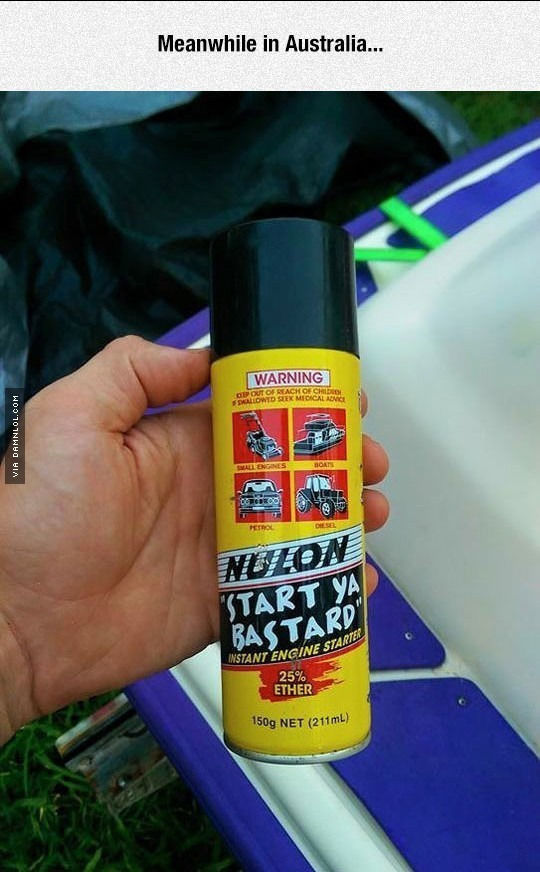 Meanwhile in Australia...
VIA DAMNLOL.COM
WARNING
KEEP OUT OF REACH OF CHILDREN
IF SWALLOWED SEEK MEDICAL ADVICE
SMALL ENGINES BOATS
PETROL DIESEL
NULON
"START YA
BASTARD"
INSTANT ENGINE STARTER
25%
ETHER
150g NET (211mL)